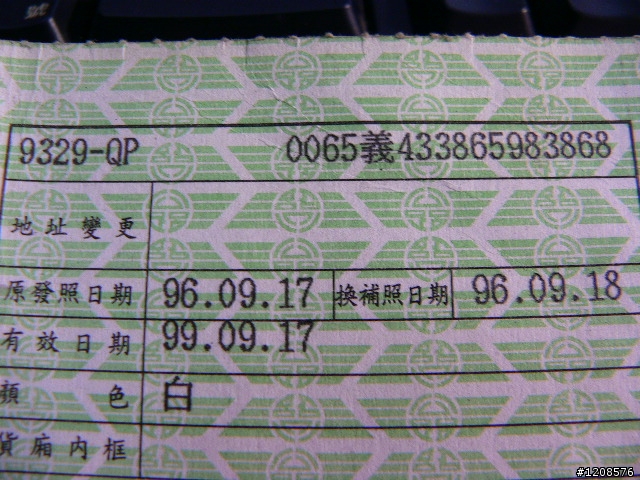 9329-QP 0065義433865983868
地址變更
原發照日期 96.09.17 換補照日期 96.09.18
有效日期 99.09.17
顏色 白
貨廂內框
#1208576